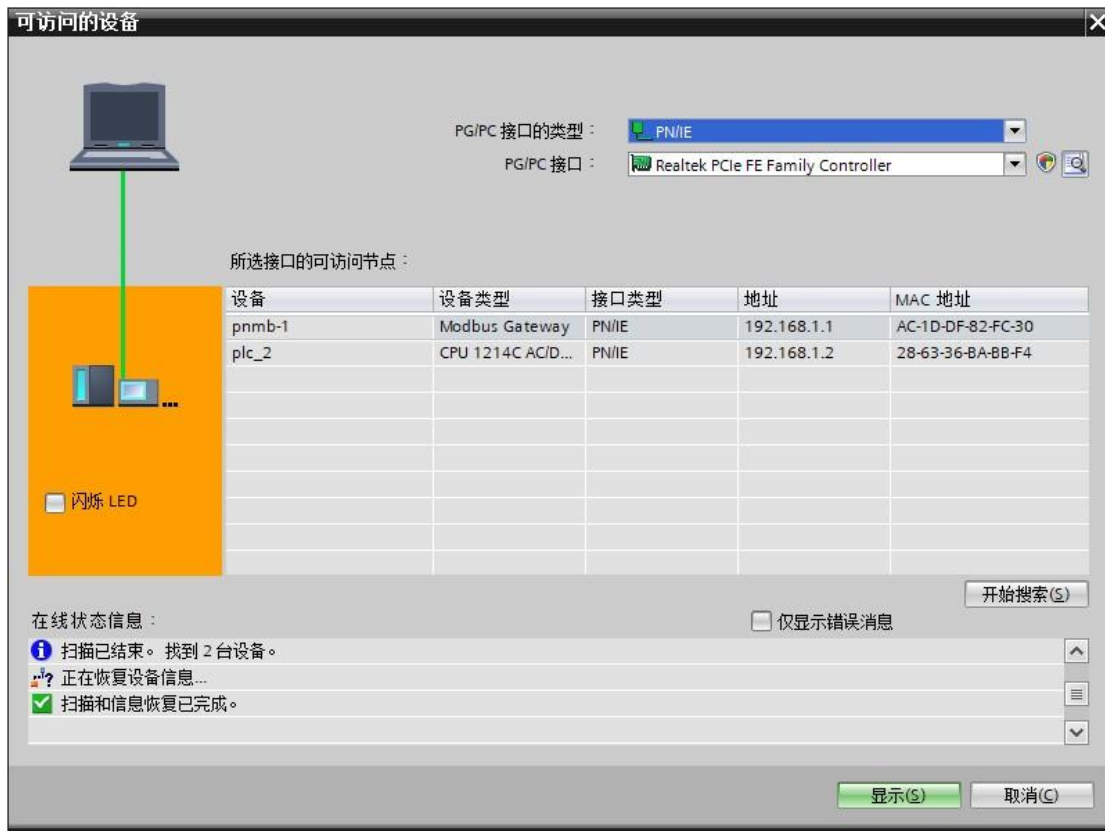 可访问的设备
PG/PC 接口的类型：
PN/IE
PG/PC 接口：
Realtek PCIe FE Family Controller
所选接口的可访问节点：
设备 设备类型 接口类型 地址 MAC 地址
pnmb-1 Modbus Gateway PN/IE 192.168.1.1 AC-1D-DF-82-FC-30
plc_2 CPU 1214C AC/D... PN/IE 192.168.1.2 28-63-36-BA-BB-F4
闪烁 LED
开始搜索(S)
在线状态信息：
仅显示错误消息
扫描已结束。 找到 2 台设备。
正在恢复设备信息...
扫描和信息恢复已完成。
显示(S)
取消(C)